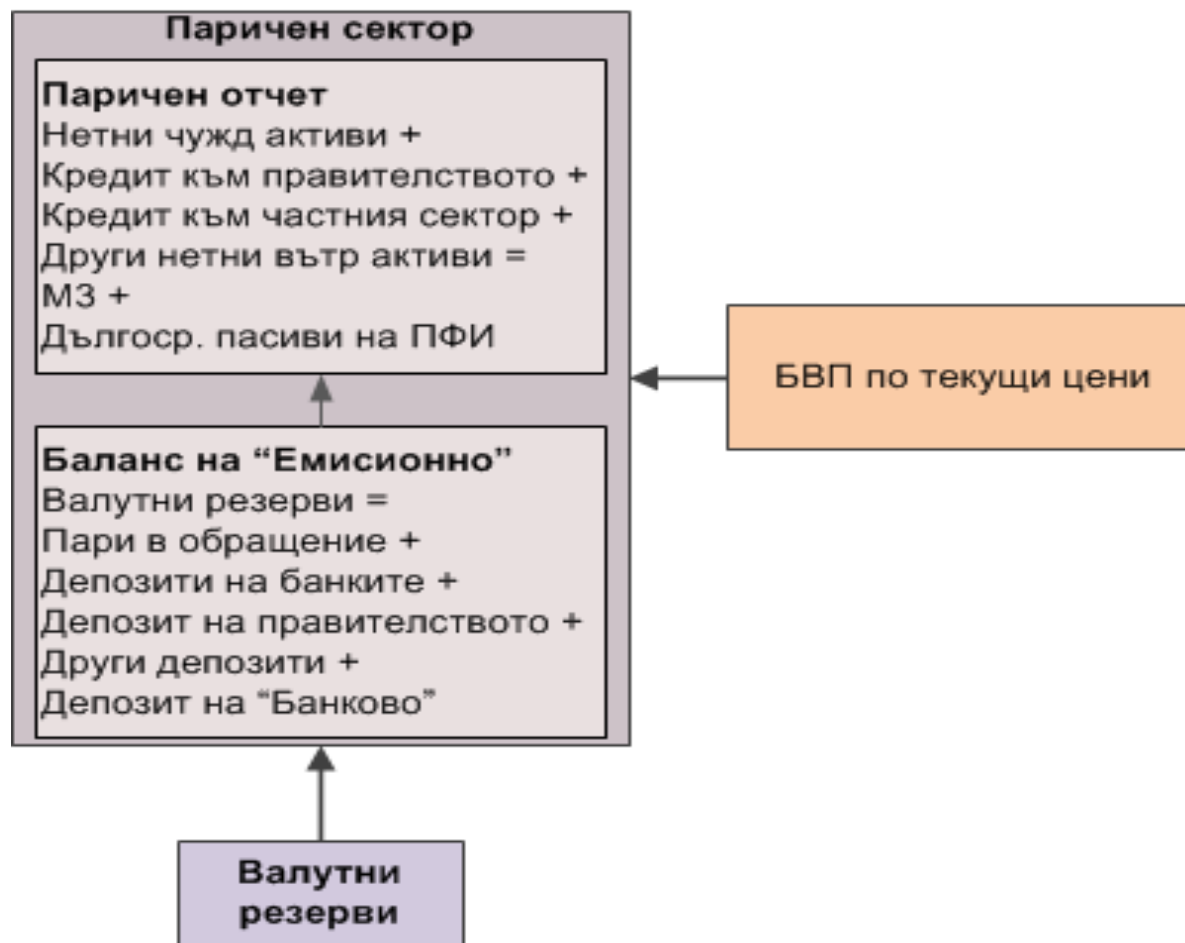 Паричен сектор
Паричен отчет
Нетни чужд активи +
Кредит към правителството +
Кредит към частния сектор +
Други нетни вътр активи =
М3 +
Дългоср. пасиви на ПФИ
БВП по текущи цени
Баланс на “Емисионно”
Валутни резерви =
Пари в обращение +
Депозити на банките +
Депозит на правителството +
Други депозити +
Депозит на “Банково”
Валутни
резерви